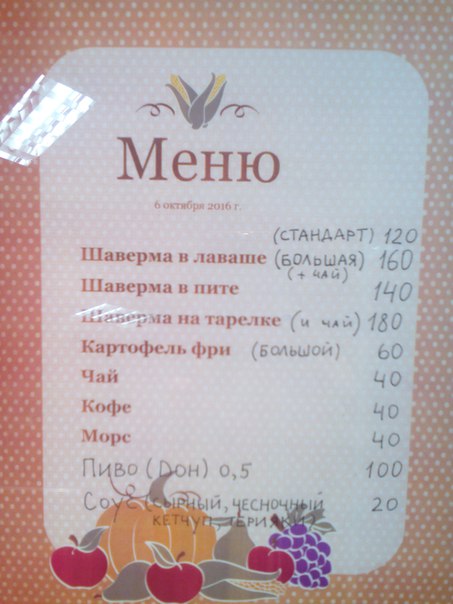 Меню
6 октября 2016 г.
(СТАНДАРТ) 120
Шаверма в лаваше (БОЛЬШАЯ) 160
(+ ЧАЙ)
Шаверма в пите 140
Шаверма на тарелке (и чай) 180
Картофель фри (БОЛЬШОЙ) 60
Чай 40
Кофе 40
Морс 40
ПИВО (DOН) 0,5 100
СОУС (СЫРНЫЙ, ЧЕСНОЧНЫЙ 20
КЕТЧУП, ТЕРИЯКИ)